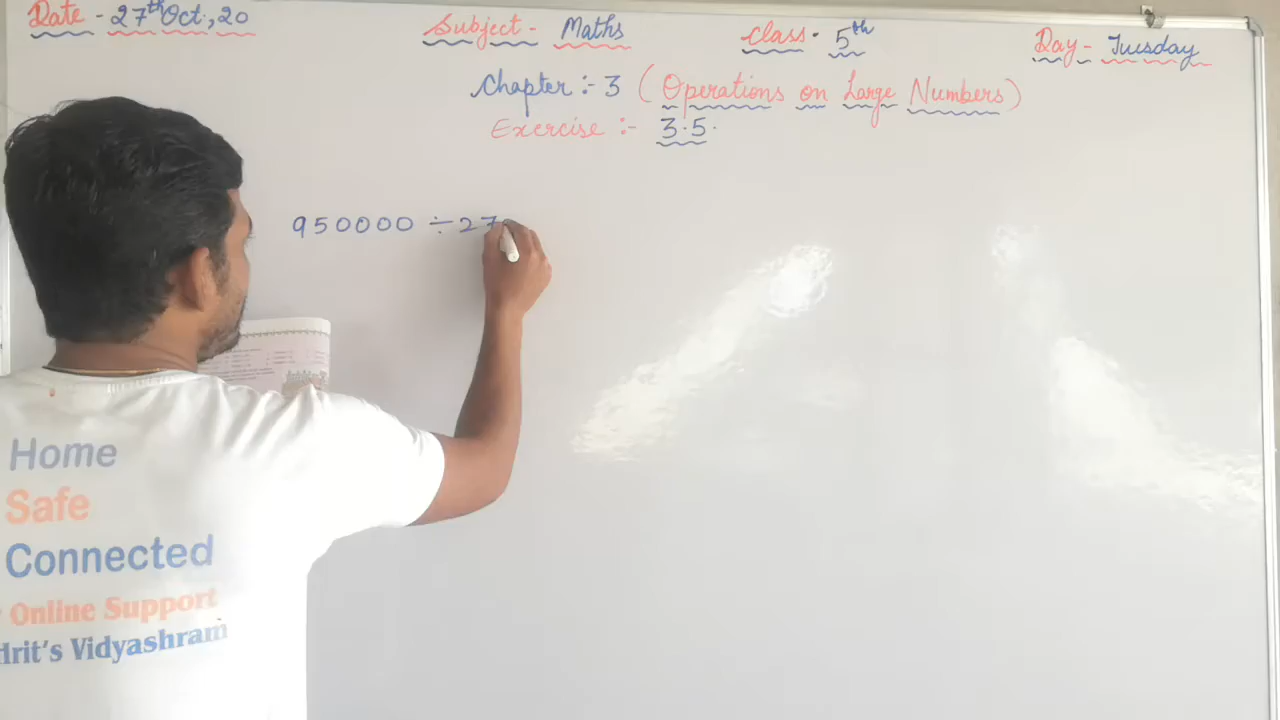 Date - 27th Oct., 20 Subject - Maths Class - 5th Day - Tuesday
Chapter :- 3 (Operations on Large Numbers)
Exercise :- 3.5.
950000 ÷ 27
Home
Safe
Connected
Online Support
Hrit's Vidyashram